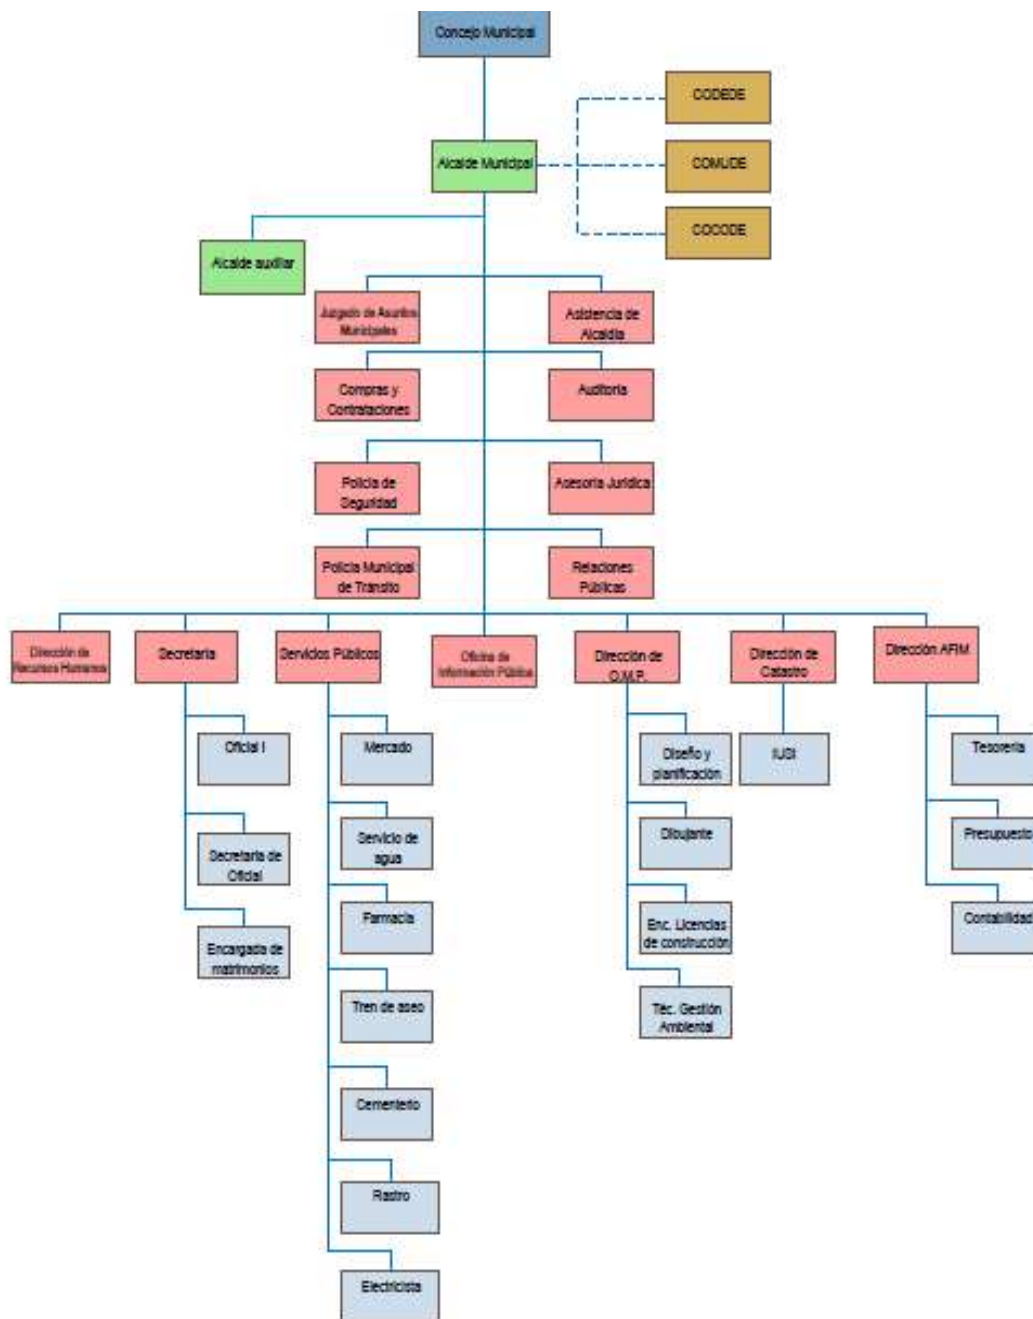 Concejo Municipal
CODEDE
Alcalde Municipal
COMUDE
COCODE
Alcalde auxiliar
Juzgado de Asuntos
Municipales
Asistencia de
Alcaldía
Compras y
Contrataciones
Auditoría
Policía de
Seguridad
Asesoría Jurídica
Policía Municipal
de Tránsito
Relaciones
Públicas
Dirección de
Recursos Humanos
Secretaría
Servicios Públicos
Oficina de
Información Pública
Dirección de
O.M.P.
Dirección de
Catastro
Dirección AFIM
Oficial I
Mercado
Diseño y
planificación
IUSI
Tesorería
Secretaria de
Oficial
Servicio de
agua
Dibujante
Presupuesto
Encargada de
matrimonios
Farmacia
Enc. Licencias
de construcción
Contabilidad
Tren de aseo
Téc. Gestión
Ambiental
Cementerio
Rastro
Electricista